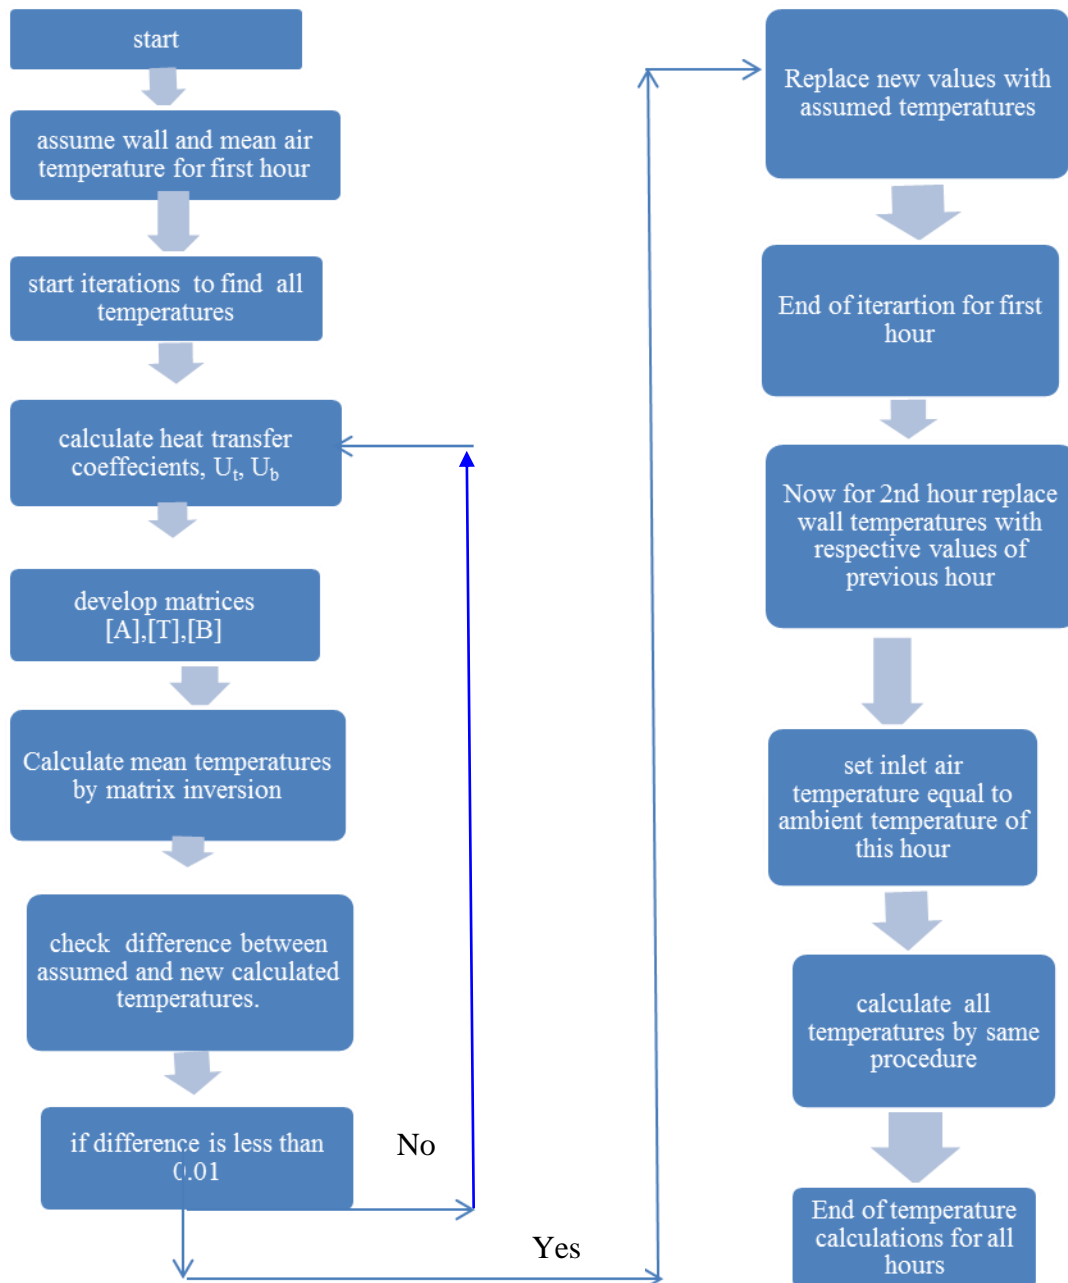 start
assume wall and mean air
temperature for first hour
start iterations to find all
temperatures
calculate heat transfer
coeffecients, Uₜ, U_b
develop matrices
[A],[T],[B]
Calculate mean temperatures
by matrix inversion
check difference between
assumed and new calculated
temperatures.
if difference is less than
0.01
No
Yes
Replace new values with
assumed temperatures
End of iterartion for first
hour
Now for 2nd hour replace
wall temperatures with
respective values of
previous hour
set inlet air
temperature equal to
ambient temperature of
this hour
calculate all
temperatures by same
procedure
End of temperature
calculations for all
hours